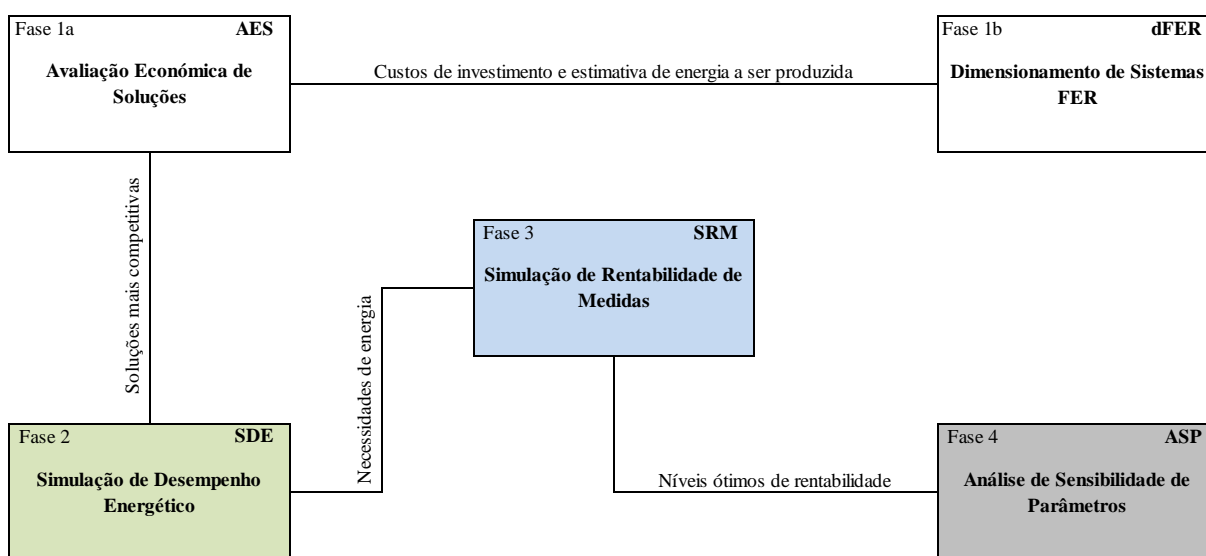 Fase 1a AES
Avaliação Económica de
Soluções
Custos de investimento e estimativa de energia a ser produzida
Fase 1b dFER
Dimensionamento de Sistemas
FER
Soluções mais competitivas
Fase 3 SRM
Simulação de Rentabilidade de
Medidas
Necessidades de energia
Fase 2 SDE
Simulação de Desempenho
Energético
Níveis ótimos de rentabilidade
Fase 4 ASP
Análise de Sensibilidade de
Parâmetros